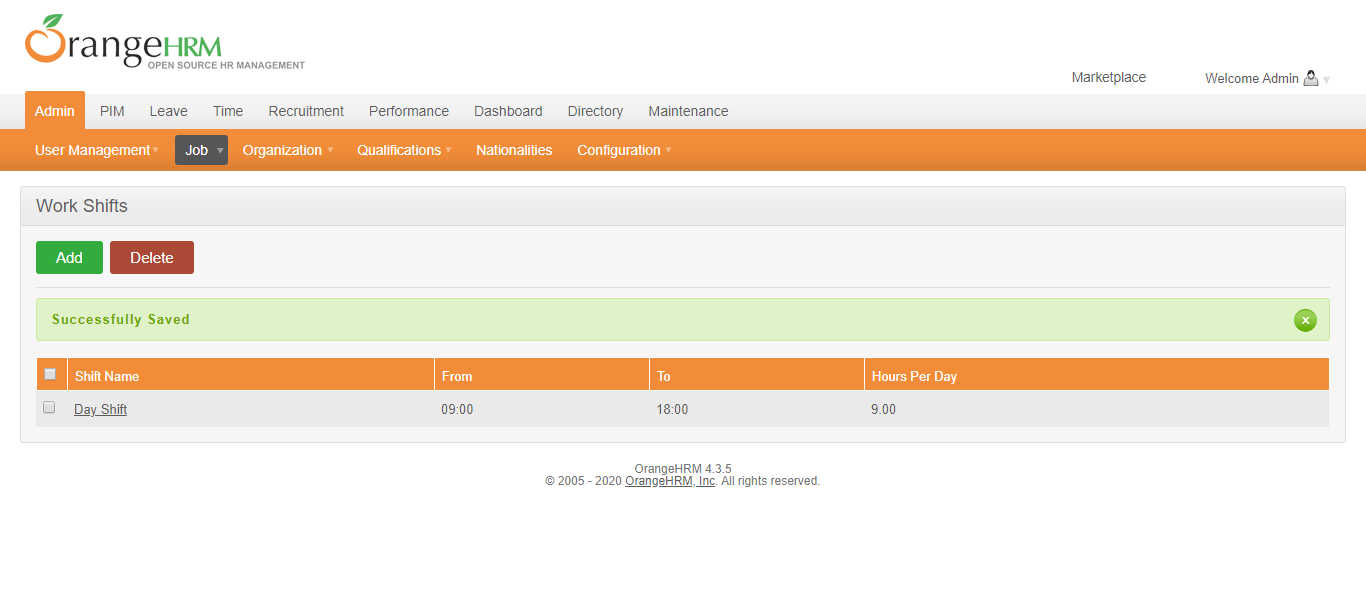 OrangeHRM
OPEN SOURCE HR MANAGEMENT
Marketplace
Welcome Admin
Admin PIM Leave Time Recruitment Performance Dashboard Directory Maintenance
User Management Job Organization Qualifications Nationalities Configuration
Work Shifts
Add Delete
Successfully Saved
x
Shift Name From To Hours Per Day
Day Shift 09:00 18:00 9.00
OrangeHRM 4.3.5
© 2005 - 2020 OrangeHRM, Inc. All rights reserved.